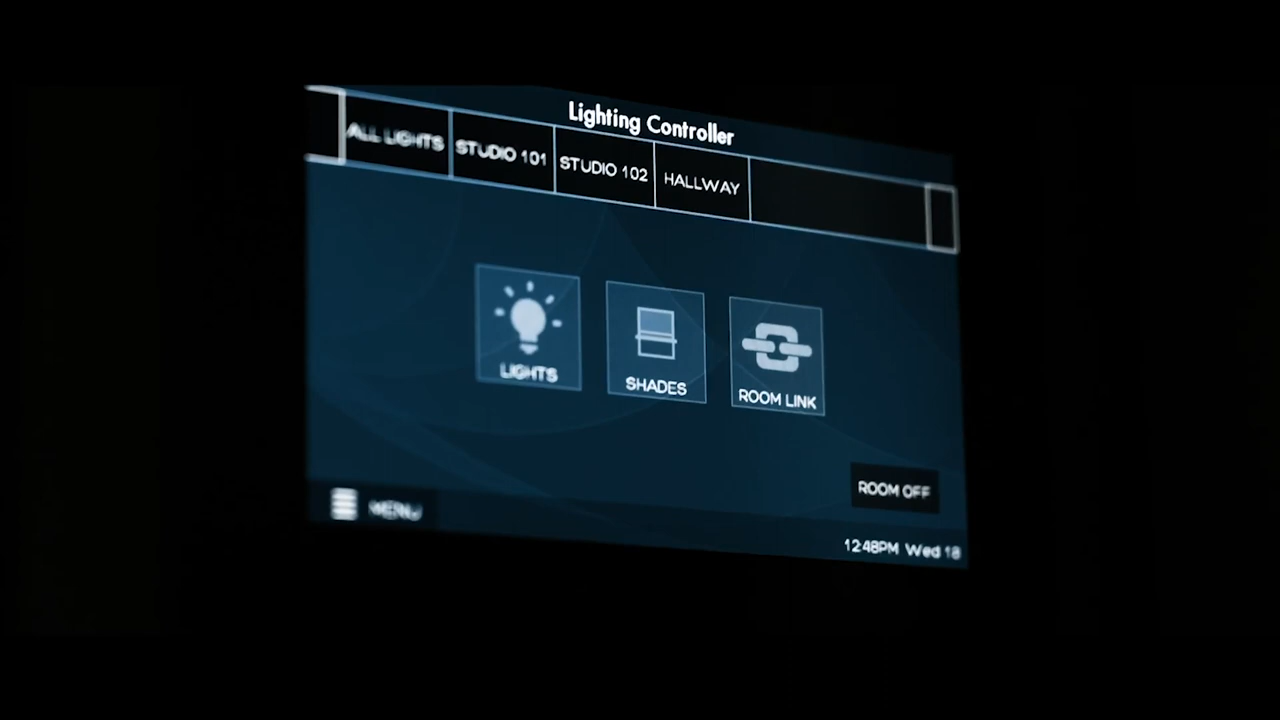 Lighting Controller
ALL LIGHTS
STUDIO 101
STUDIO 102
HALLWAY
LIGHTS
SHADES
ROOM LINK
ROOM OFF
MENU
12:48PM Wed 18